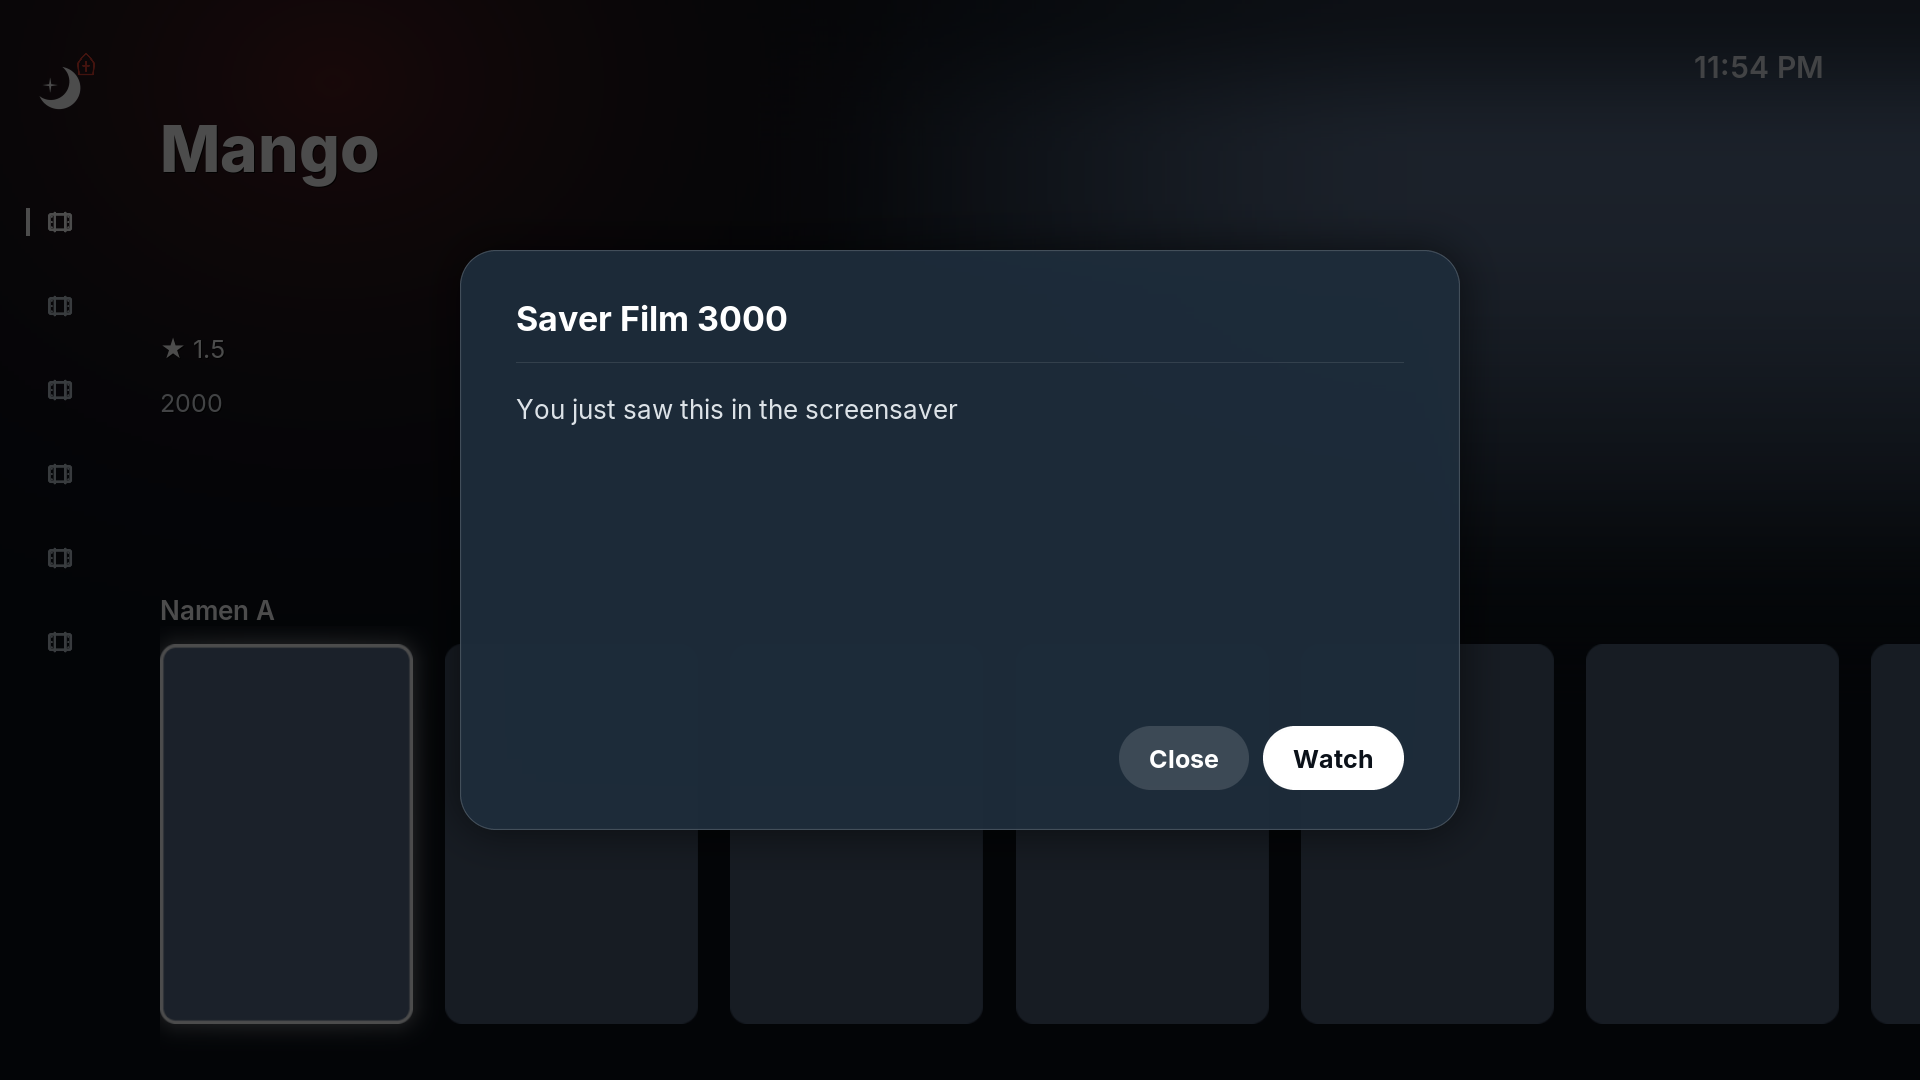 11:54 PM
Mango
★ 1.5
2000
Saver Film 3000
You just saw this in the screensaver
Close
Watch
Namen A